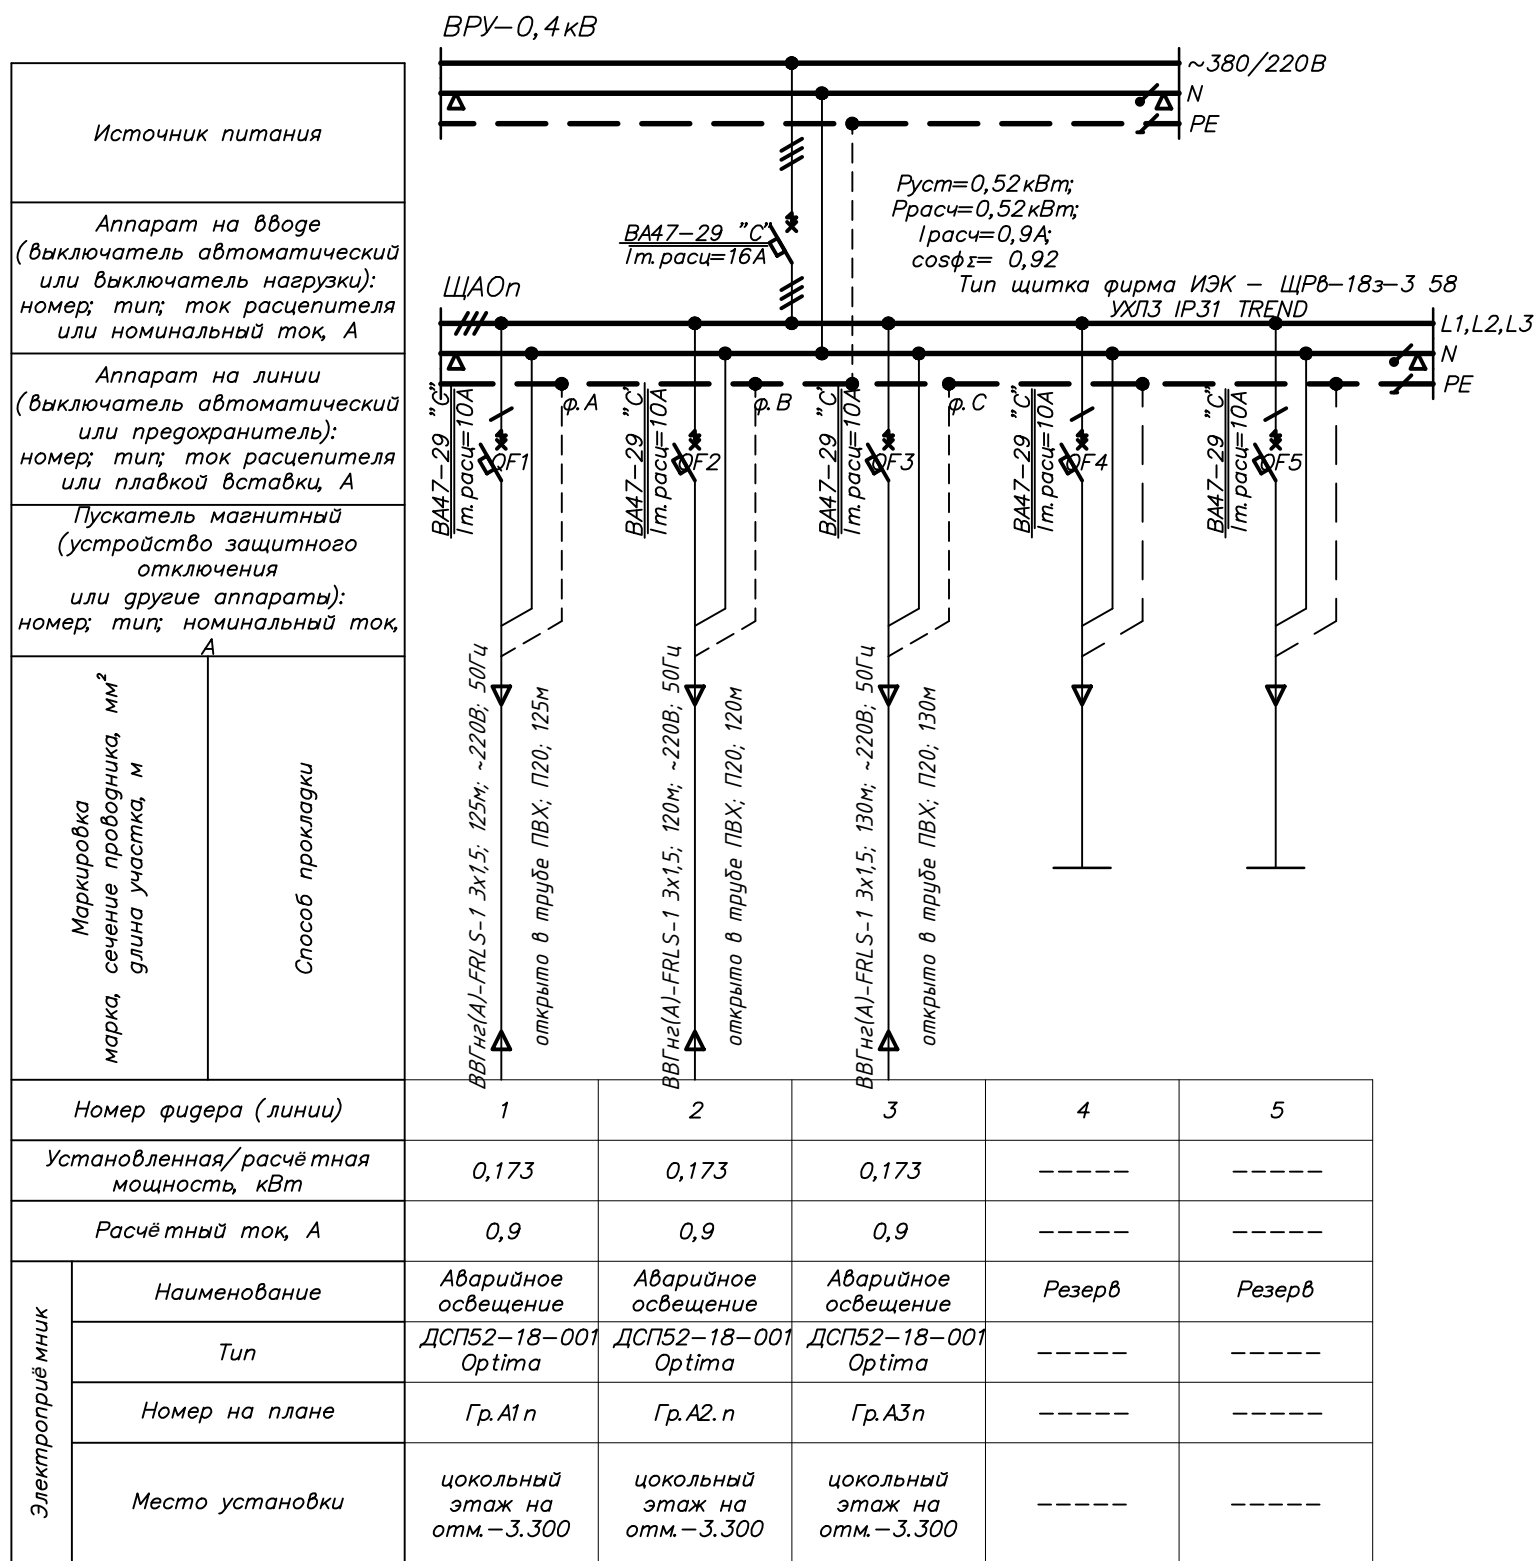 ВРУ–0,4кВ
~380/220В
N
PE
Источник питания
Руст=0,52кВт;
Ррасч=0,52кВт;
Iрасч=0,9А;
cosφΣ= 0,92
Аппарат на вводе
(выключатель автоматический
или выключатель нагрузки):
номер; тип; ток расцепителя
или номинальный ток, А
ВА47–29 "С"
Iт.расц=16А
ЩАОп
Тип щитка фирма ИЭК – ЩРв–18з–3 58
УХЛ3 IP31 TREND
L1,L2,L3
N
PE
Аппарат на линии
(выключатель автоматический
или предохранитель):
номер; тип; ток расцепителя
или плавкой вставки, А
ВА47–29 "С"
Iт.расц=10А
QF1
ф.А
ВА47–29 "С"
Iт.расц=10А
QF2
ф.В
ВА47–29 "С"
Iт.расц=10А
QF3
ф.С
ВА47–29 "С"
Iт.расц=10А
QF4
ВА47–29 "С"
Iт.расц=10А
QF5
Пускатель магнитный
(устройство защитного
отключения
или другие аппараты):
номер; тип; номинальный ток,
А
Маркировка
марка, сечение проводника, мм²
длина участка, м
Способ прокладки
ВВГнг(А)-FRLS-1 3х1,5; 125м; ~220В; 50Гц
открыто в трубе ПВХ; П20; 125м
ВВГнг(А)-FRLS-1 3х1,5; 120м; ~220В; 50Гц
открыто в трубе ПВХ; П20; 120м
ВВГнг(А)-FRLS-1 3х1,5; 130м; ~220В; 50Гц
открыто в трубе ПВХ; П20; 130м
Номер фидера (линии) 1 2 3 4 5
Установленная/расчётная
мощность, кВт
0,173 0,173 0,173 ––––– –––––
Расчётный ток, А 0,9 0,9 0,9 ––––– –––––
Электроприёмник
Наименование
Аварийное
освещение
Аварийное
освещение
Аварийное
освещение
Резерв
Резерв
Тип
ДСП52–18–001
Optima
ДСП52–18–001
Optima
ДСП52–18–001
Optima
–––––
–––––
Номер на плане Гр.А1п Гр.А2.п Гр.А3п ––––– –––––
Место установки
цокольный
этаж на
отм.–3.300
цокольный
этаж на
отм.–3.300
цокольный
этаж на
отм.–3.300
–––––
–––––